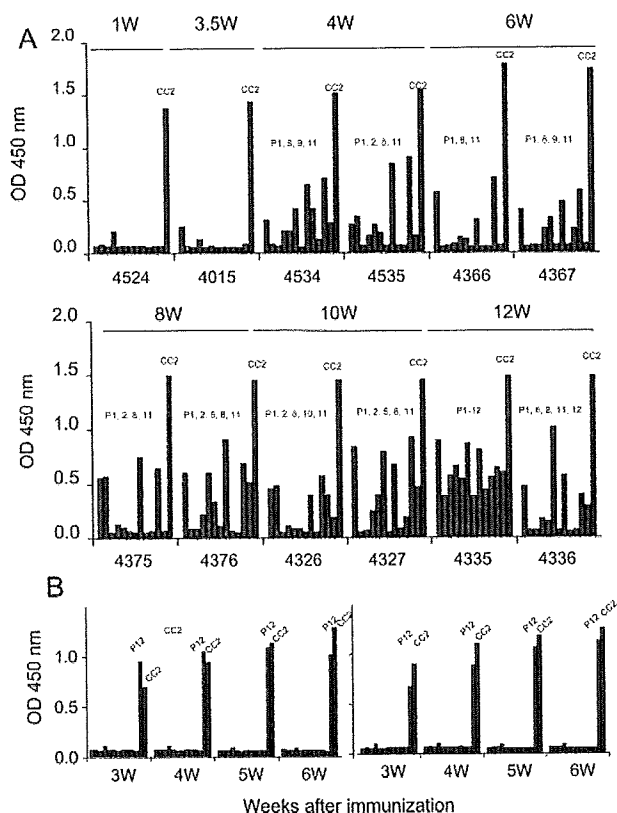 A
1W 3.5W 4W 6W
OD 450 nm
2.0
1.5
1.0
0.5
0.0
CC2 CC2 CC2 CC2 CC2 CC2
P1, 8, 9, 11 P1, 2, 8, 11 P1, 8, 11 P1, 6, 9, 11
4524 4015 4534 4535 4366 4367
8W 10W 12W
OD 450 nm
2.0
1.5
1.0
0.5
0.0
CC2 CC2 CC2 CC2 CC2 CC2
P1, 2, 8, 11 P1, 2, 5, 8, 11 P1, 2, 8, 10, 11 P1, 2, 5, 8, 11 P1-12 P1, 6, 8, 11, 12
4375 4376 4326 4327 4335 4336
B
OD 450 nm
1.0
0.5
0.0
CC2
P12 CC2 P12 CC2 P12 CC2 P12 CC2 P12 CC2 P12 CC2 P12 CC2 P12 CC2
3W 4W 5W 6W 3W 4W 5W 6W
Weeks after immunization